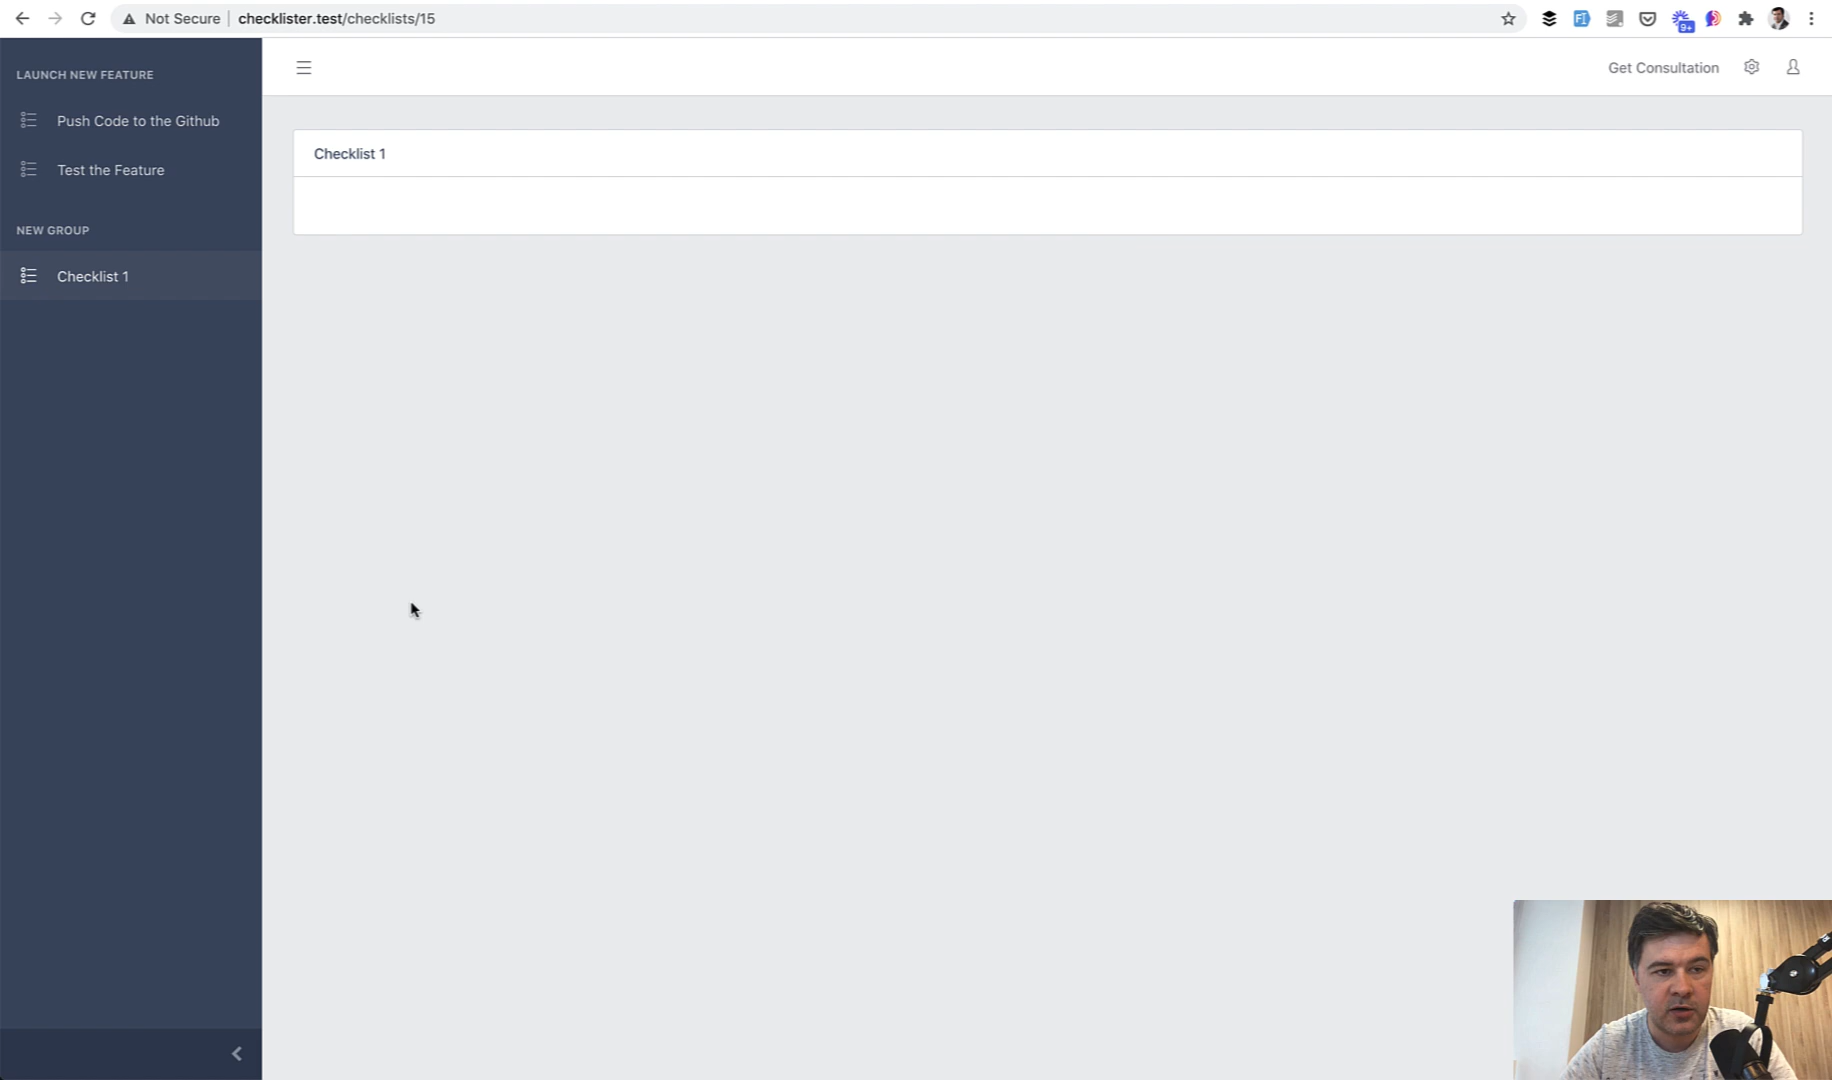 Not Secure | checklister.test/checklists/15
9+
LAUNCH NEW FEATURE
Push Code to the Github
Test the Feature
NEW GROUP
Checklist 1
Get Consultation
Checklist 1